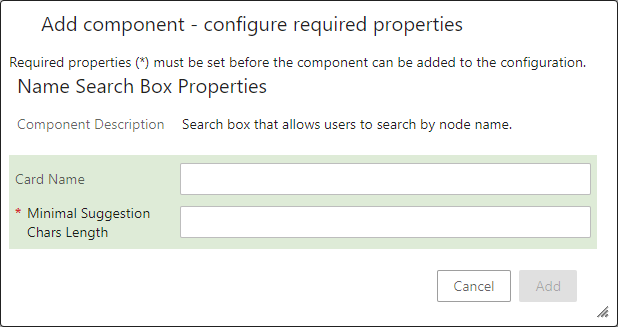 Add component - configure required properties
Required properties (*) must be set before the component can be added to the configuration.
Name Search Box Properties
Component Description Search box that allows users to search by node name.
Card Name
* Minimal Suggestion
Chars Length
Cancel Add